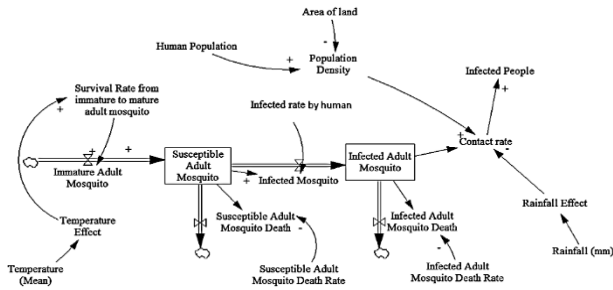 Area of land
-
Human Population
+
Population
Density
Infected People
+
Survival Rate from
immature to mature
adult mosquito
+
Infected rate by human
+
+
Immature Adult
Mosquito
Susceptible
Adult
Mosquito
+
Infected Mosquito
Infected Adult
Mosquito
+
Contact rate
-
Temperature
Effect
Susceptible Adult
Mosquito Death
-
Infected Adult
Mosquito Death
-
Rainfall Effect
Temperature
(Mean)
Susceptible Adult
Mosquito Death Rate
Infected Adult
Mosquito Death Rate
Rainfall (mm)